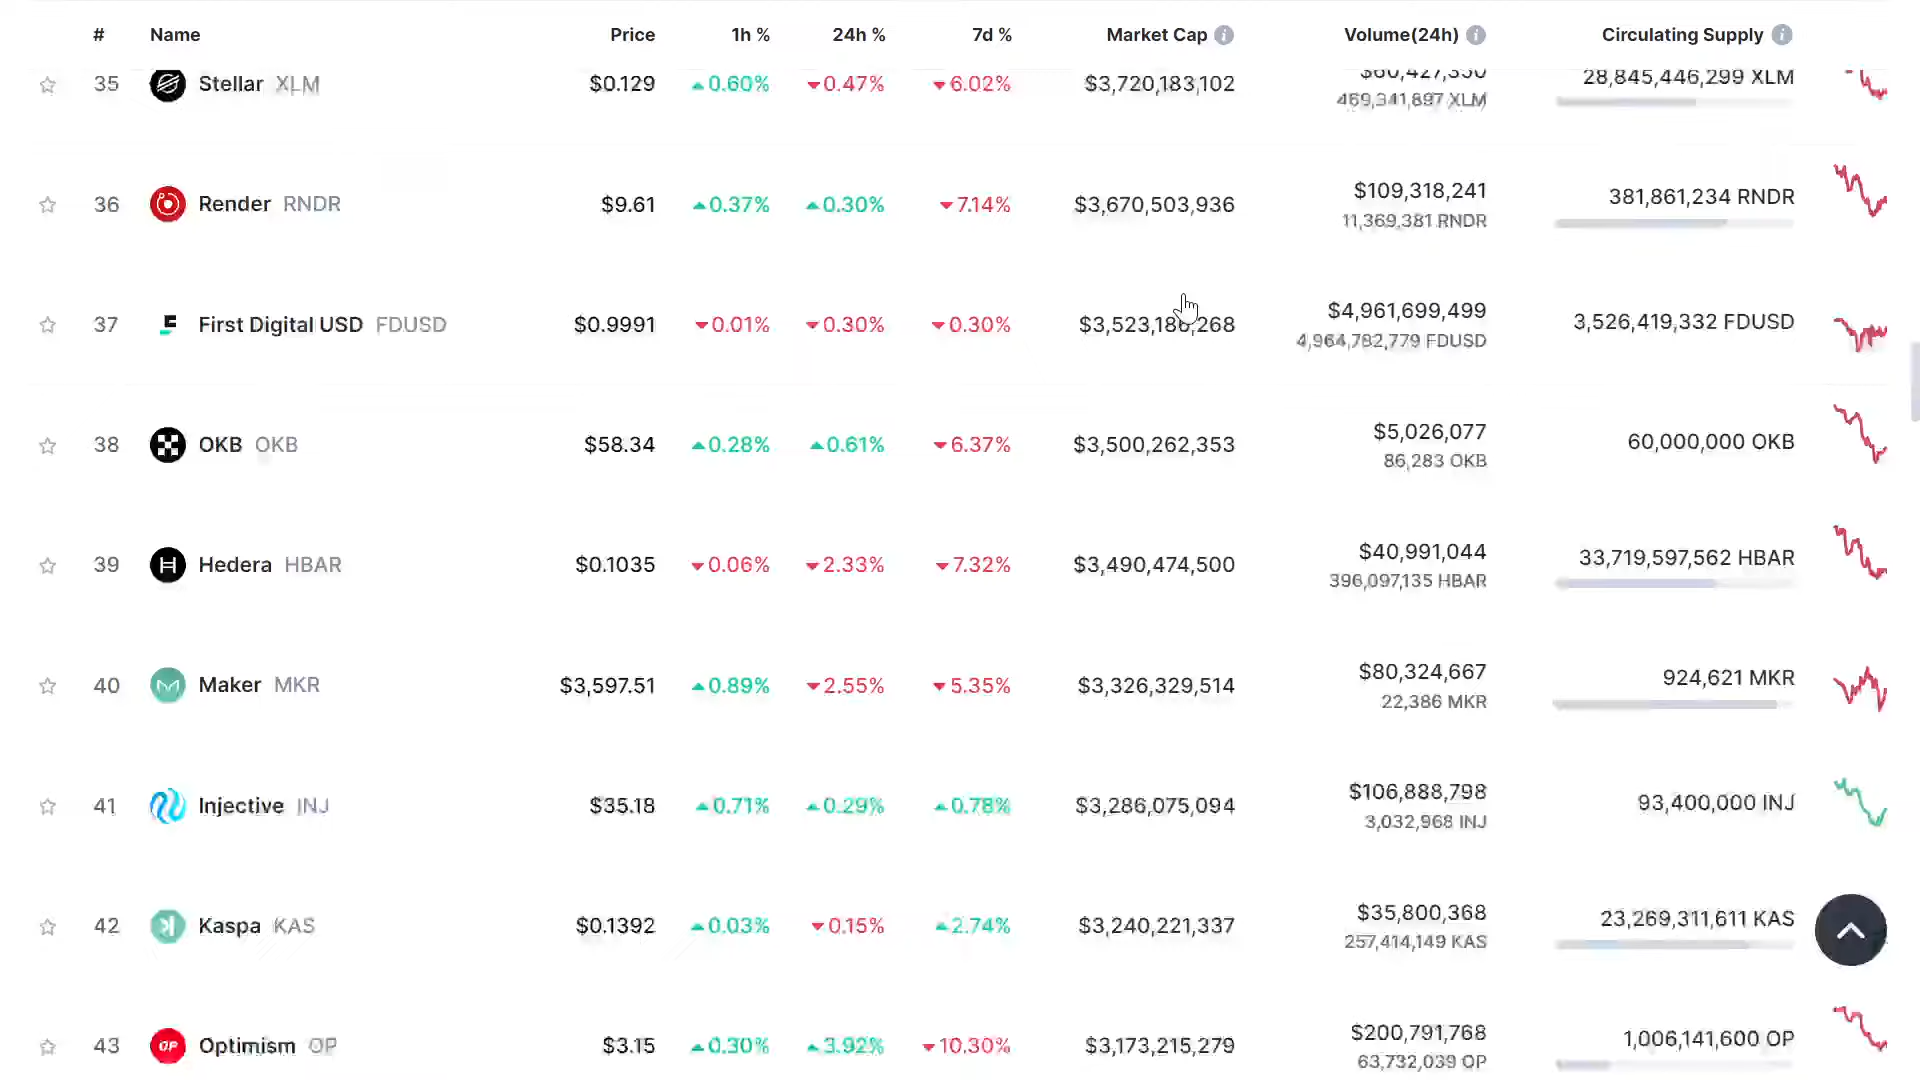 # Name Price 1h % 24h % 7d % Market Cap Volume(24h) Circulating Supply
35 Stellar XLM $0.129 0.60% 0.47% 6.02% $3,720,183,102 $60,427,350 28,845,446,299 XLM
469,341,897 XLM
36 Render RNDR $9.61 0.37% 0.30% 7.14% $3,670,503,936 $109,318,241 381,861,234 RNDR
11,369,381 RNDR
37 First Digital USD FDUSD $0.9991 0.01% 0.30% 0.30% $3,523,186,268 $4,961,699,499 3,526,419,332 FDUSD
4,964,782,779 FDUSD
38 OKB OKB $58.34 0.28% 0.61% 6.37% $3,500,262,353 $5,026,077 60,000,000 OKB
86,283 OKB
39 Hedera HBAR $0.1035 0.06% 2.33% 7.32% $3,490,474,500 $40,991,044 33,719,597,562 HBAR
396,097,135 HBAR
40 Maker MKR $3,597.51 0.89% 2.55% 5.35% $3,326,329,514 $80,324,667 924,621 MKR
22,386 MKR
41 Injective INJ $35.18 0.71% 0.29% 0.78% $3,286,075,094 $106,888,798 93,400,000 INJ
3,032,968 INJ
42 Kaspa KAS $0.1392 0.03% 0.15% 2.74% $3,240,221,337 $35,800,368 23,269,311,611 KAS
257,414,149 KAS
43 OP Optimism OP $3.15 0.30% 3.92% 10.30% $3,173,215,279 $200,791,768 1,006,141,600 OP
63,732,039 OP